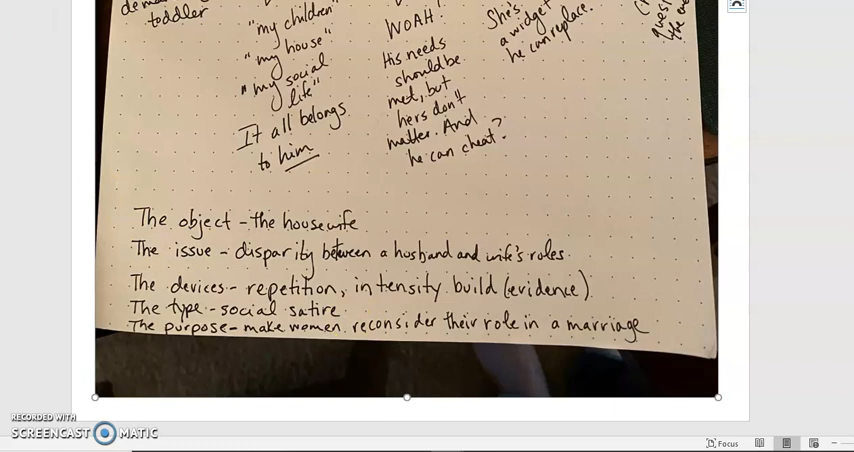 toddler
"my children"
"my
house"
"my social
life"
It all belongs
to him
WOAH!
His needs
should be
met, but
hers don't
matter. And
he can cheat?
She's
a widget
he can replace.
The object - the housewife
The issue - disparity between a husband and wife's roles.
The devices - repetition, intensity build (evidence)
The type - social satire
The purpose - make women reconsider their role in a marriage
RECORDED WITH
SCREENCAST MATIC
Focus